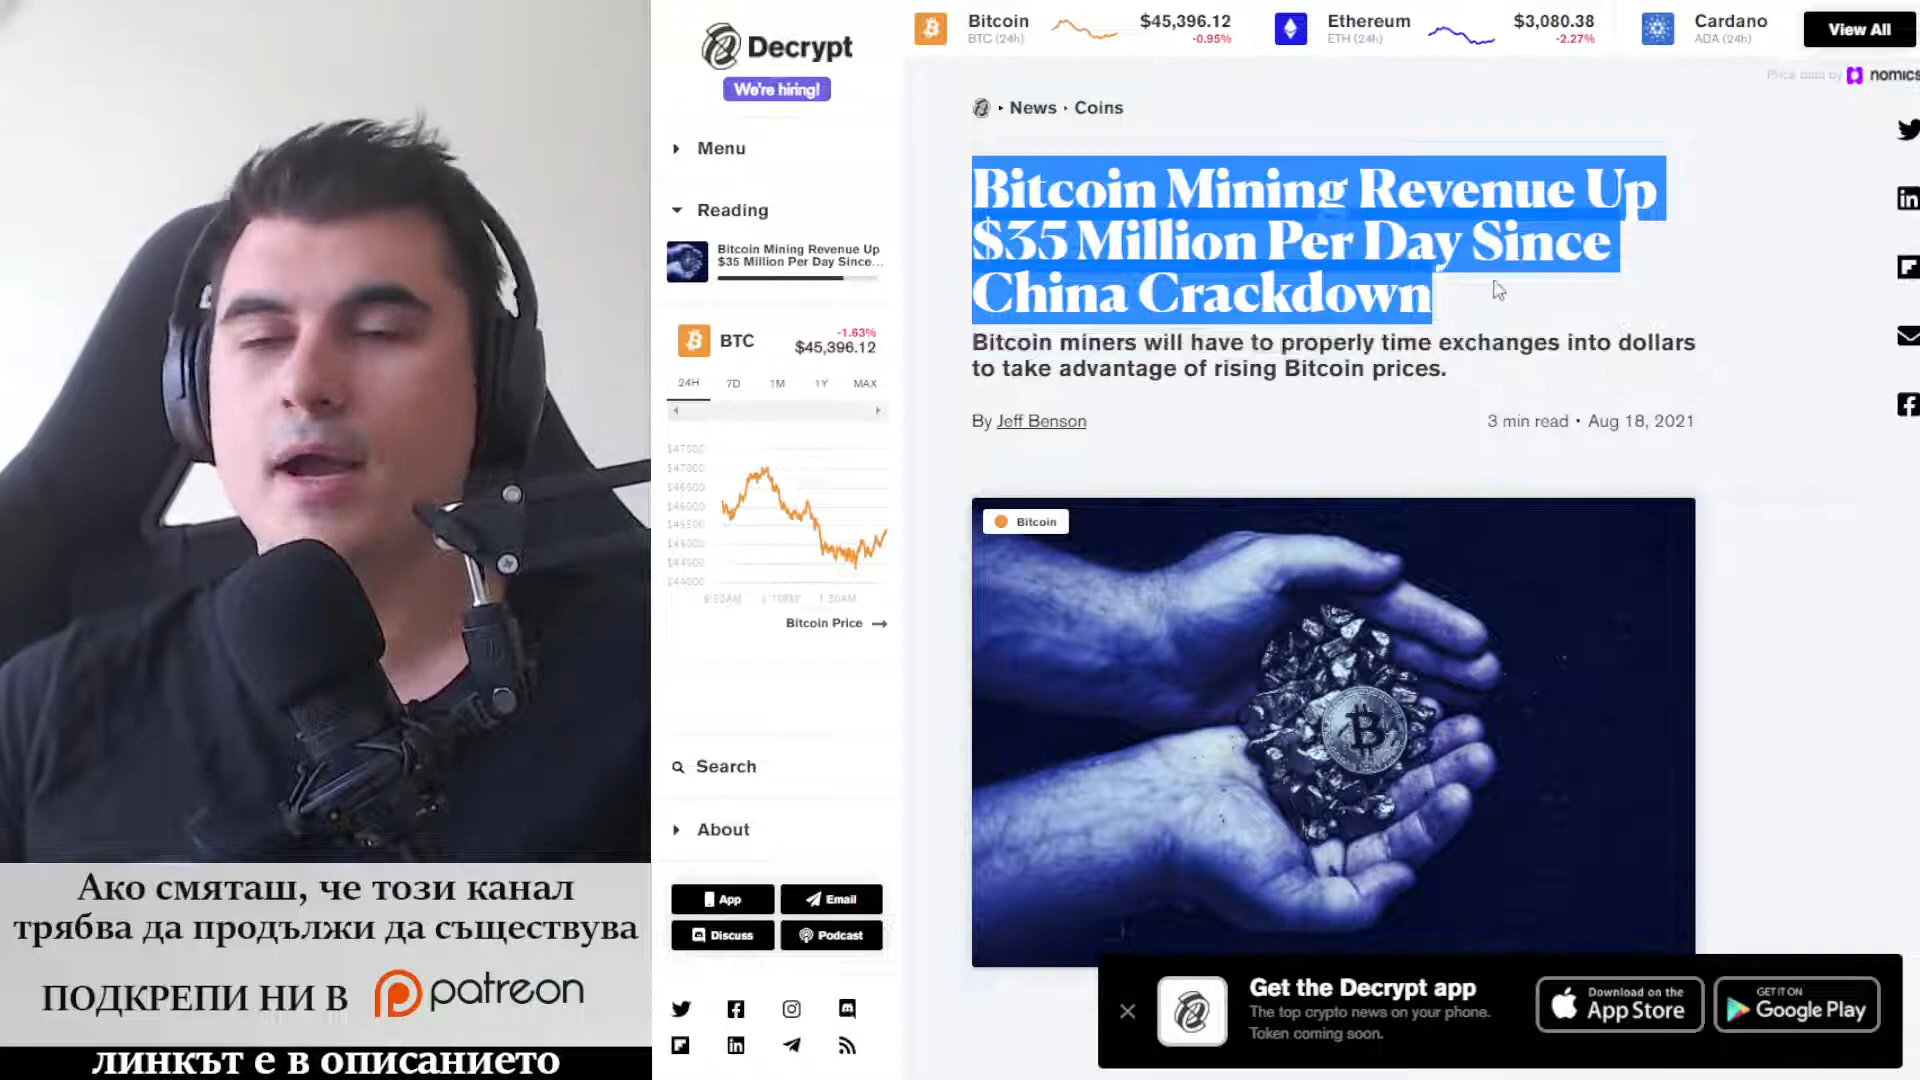 Decrypt
We're hiring!
Menu
Reading
Bitcoin Mining Revenue Up
$35 Million Per Day Since...
BTC
-1.63%
$45,396.12
24H 7D 1M 1Y MAX
Bitcoin Price →
Search
About
App Email
Discuss Podcast
Bitcoin
BTC (24h)
$45,396.12
-0.95%
Ethereum
ETH (24h)
$3,080.38
-2.27%
Cardano
ADA (24h)
View All
Price data by nomics
News • Coins
Bitcoin Mining Revenue Up
$35 Million Per Day Since
China Crackdown
Bitcoin miners will have to properly time exchanges into dollars
to take advantage of rising Bitcoin prices.
By Jeff Benson
3 min read • Aug 18, 2021
Bitcoin
Get the Decrypt app
The top crypto news on your phone.
Token coming soon.
Download on the
App Store
GET IT ON
Google Play
Ако смяташ, че този канал
трябва да продължи да съществува
ПОДКРЕПИ НИ В patreon
линкът е в описанието